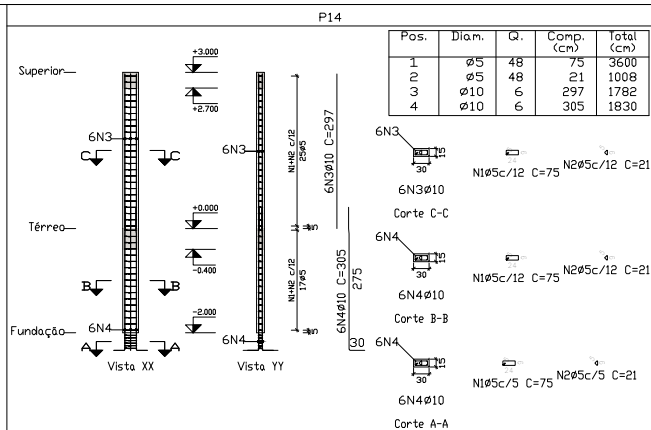 P14
Pos. Diam. Q. Comp. (cm) Total (cm)
1 ø5 48 75 3600
2 ø5 48 21 1008
3 ø10 6 297 1782
4 ø10 6 305 1830
Superior
Térreo
Fundação
6N3
C C
B B
6N4
A A
Vista XX
+3.000
+2.700
+0.000
-0.400
-2.000
6N3
6N4
Vista YY
N1+N2 c/12
25ø5
5
N1+N2 c/12
17ø5
5
6N3ø10 C=297
6N4ø10 C=305
275
30
6N3
15
30
6N3ø10
Corte C-C
24
N1ø5c/12 C=75
N2ø5c/12 C=21
6N4
15
30
6N4ø10
Corte B-B
24
N1ø5c/12 C=75
N2ø5c/12 C=21
6N4
15
30
6N4ø10
Corte A-A
24
N1ø5c/5 C=75
N2ø5c/5 C=21